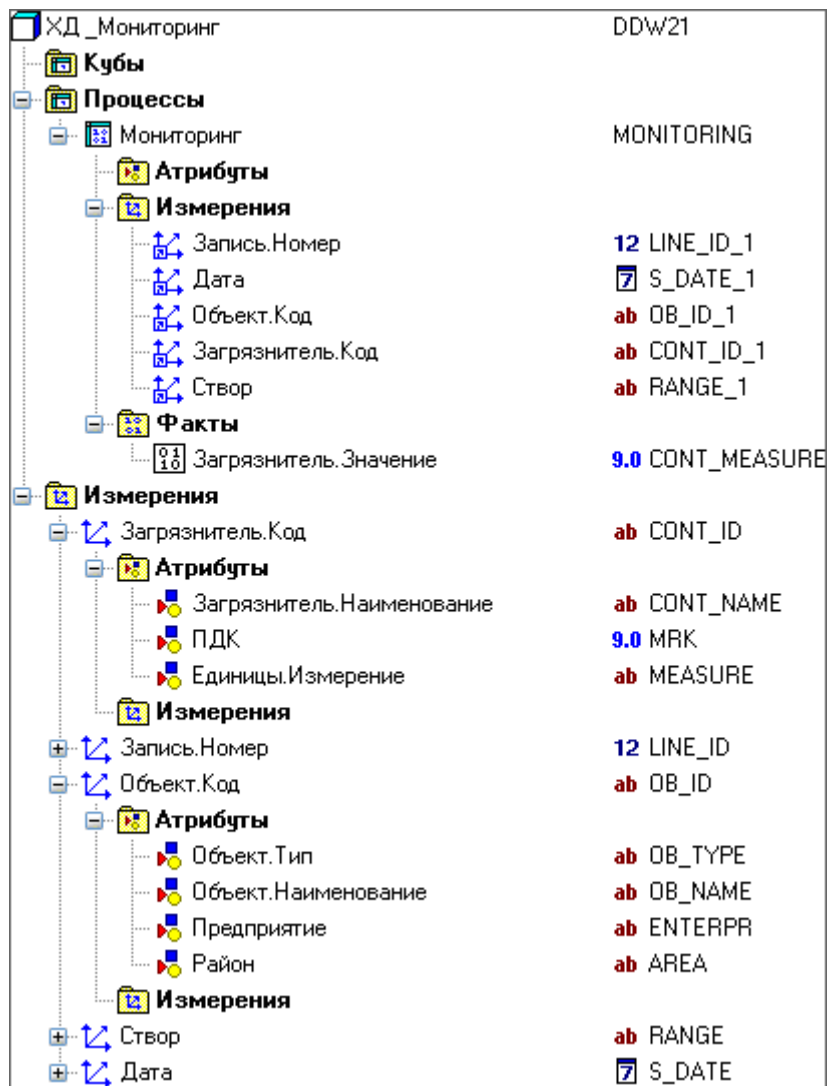 ХД_Мониторинг DDW21
Кубы
Процессы
Мониторинг MONITORING
Атрибуты
Измерения
Запись.Номер 12 LINE_ID_1
Дата 7 S_DATE_1
Объект.Код ab OB_ID_1
Загрязнитель.Код ab CONT_ID_1
Створ ab RANGE_1
Факты
Загрязнитель.Значение 9.0 CONT_MEASURE
Измерения
Загрязнитель.Код ab CONT_ID
Атрибуты
Загрязнитель.Наименование ab CONT_NAME
ПДК 9.0 MRK
Единицы.Измерение ab MEASURE
Измерения
Запись.Номер 12 LINE_ID
Объект.Код ab OB_ID
Атрибуты
Объект.Тип ab OB_TYPE
Объект.Наименование ab OB_NAME
Предприятие ab ENTERPR
Район ab AREA
Измерения
Створ ab RANGE
Дата 7 S_DATE